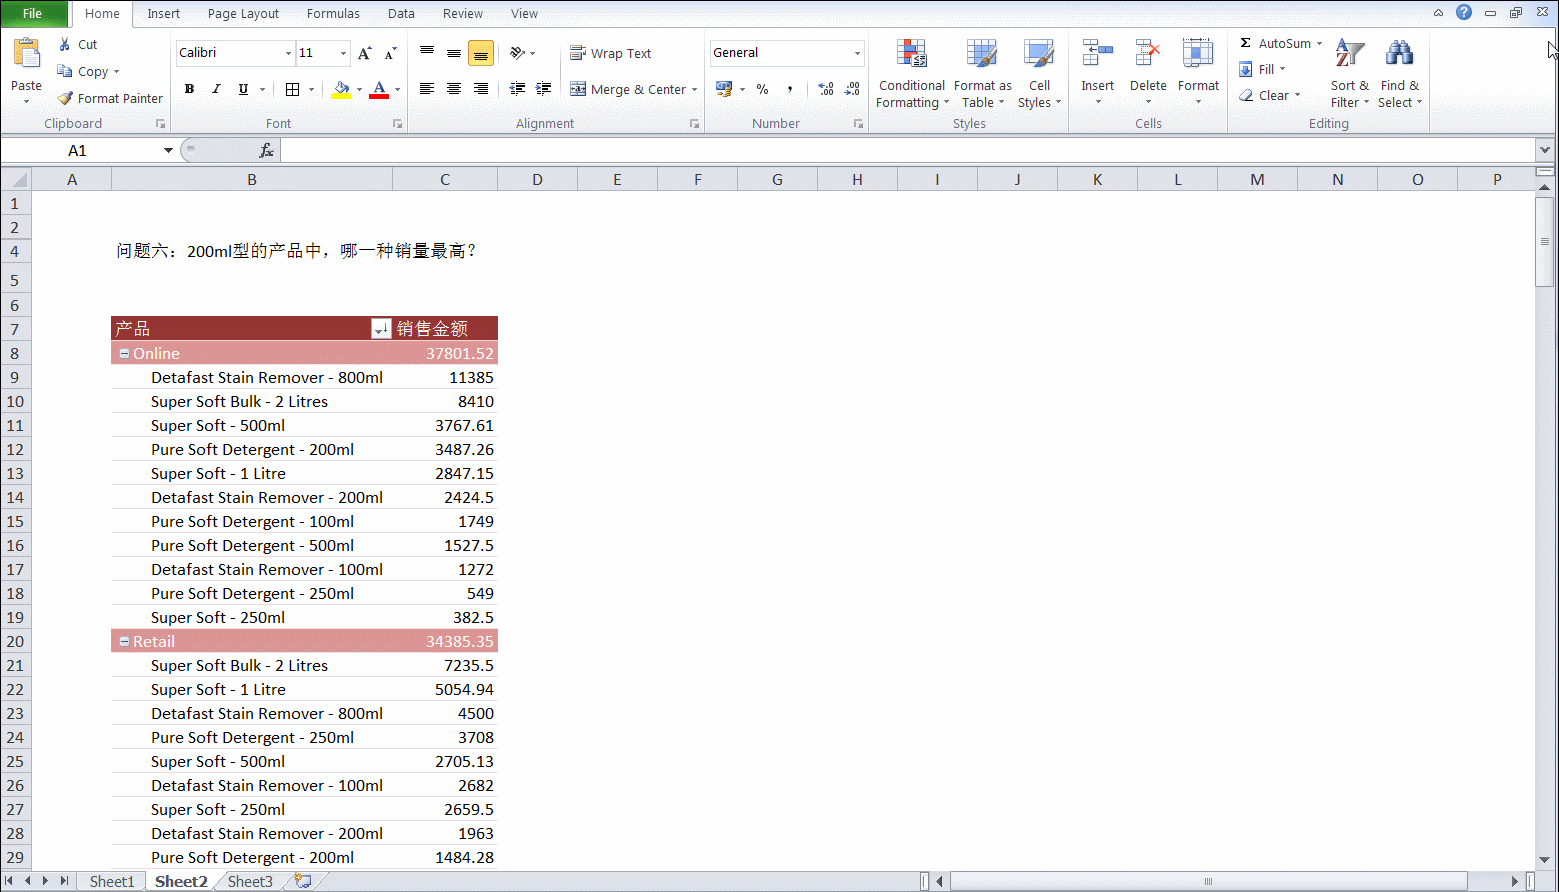 File Home Insert Page Layout Formulas Data Review View
Cut
Copy
Format Painter
Paste
Clipboard
Calibri 11
B I U
Font
Wrap Text
Merge & Center
Alignment
General
% ,
Number
Conditional Formatting
Format as Table
Cell Styles
Styles
Insert Delete Format
Cells
Σ AutoSum
Fill
Clear
Sort & Filter
Find & Select
Editing
A1 fx
A B C D E F G H I J K L M N O P
1
2
4 问题六：200ml型的产品中，哪一种销量最高？
5
6
7 产品 销售金额
8 Online 37801.52
9 Detafast Stain Remover - 800ml 11385
10 Super Soft Bulk - 2 Litres 8410
11 Super Soft - 500ml 3767.61
12 Pure Soft Detergent - 200ml 3487.26
13 Super Soft - 1 Litre 2847.15
14 Detafast Stain Remover - 200ml 2424.5
15 Pure Soft Detergent - 100ml 1749
16 Pure Soft Detergent - 500ml 1527.5
17 Detafast Stain Remover - 100ml 1272
18 Pure Soft Detergent - 250ml 549
19 Super Soft - 250ml 382.5
20 Retail 34385.35
21 Super Soft Bulk - 2 Litres 7235.5
22 Super Soft - 1 Litre 5054.94
23 Detafast Stain Remover - 800ml 4500
24 Pure Soft Detergent - 250ml 3708
25 Super Soft - 500ml 2705.13
26 Detafast Stain Remover - 100ml 2682
27 Super Soft - 250ml 2659.5
28 Detafast Stain Remover - 200ml 1963
29 Pure Soft Detergent - 200ml 1484.28
Sheet1 Sheet2 Sheet3